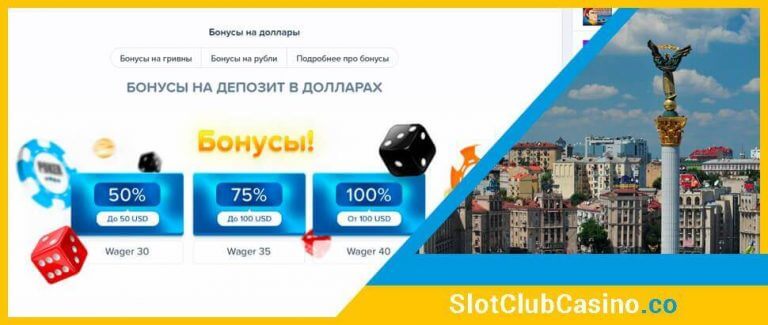 Бонусы на доллары
Бонусы на гривны Бонусы на рубли Подробнее про бонусы
БОНУСЫ НА ДЕПОЗИТ В ДОЛЛАРАХ
Бонусы!
POKER
50% 75% 100%
До 50 USD До 100 USD От 100 USD
Wager 30 Wager 35 Wager 40
SlotClubCasino.co